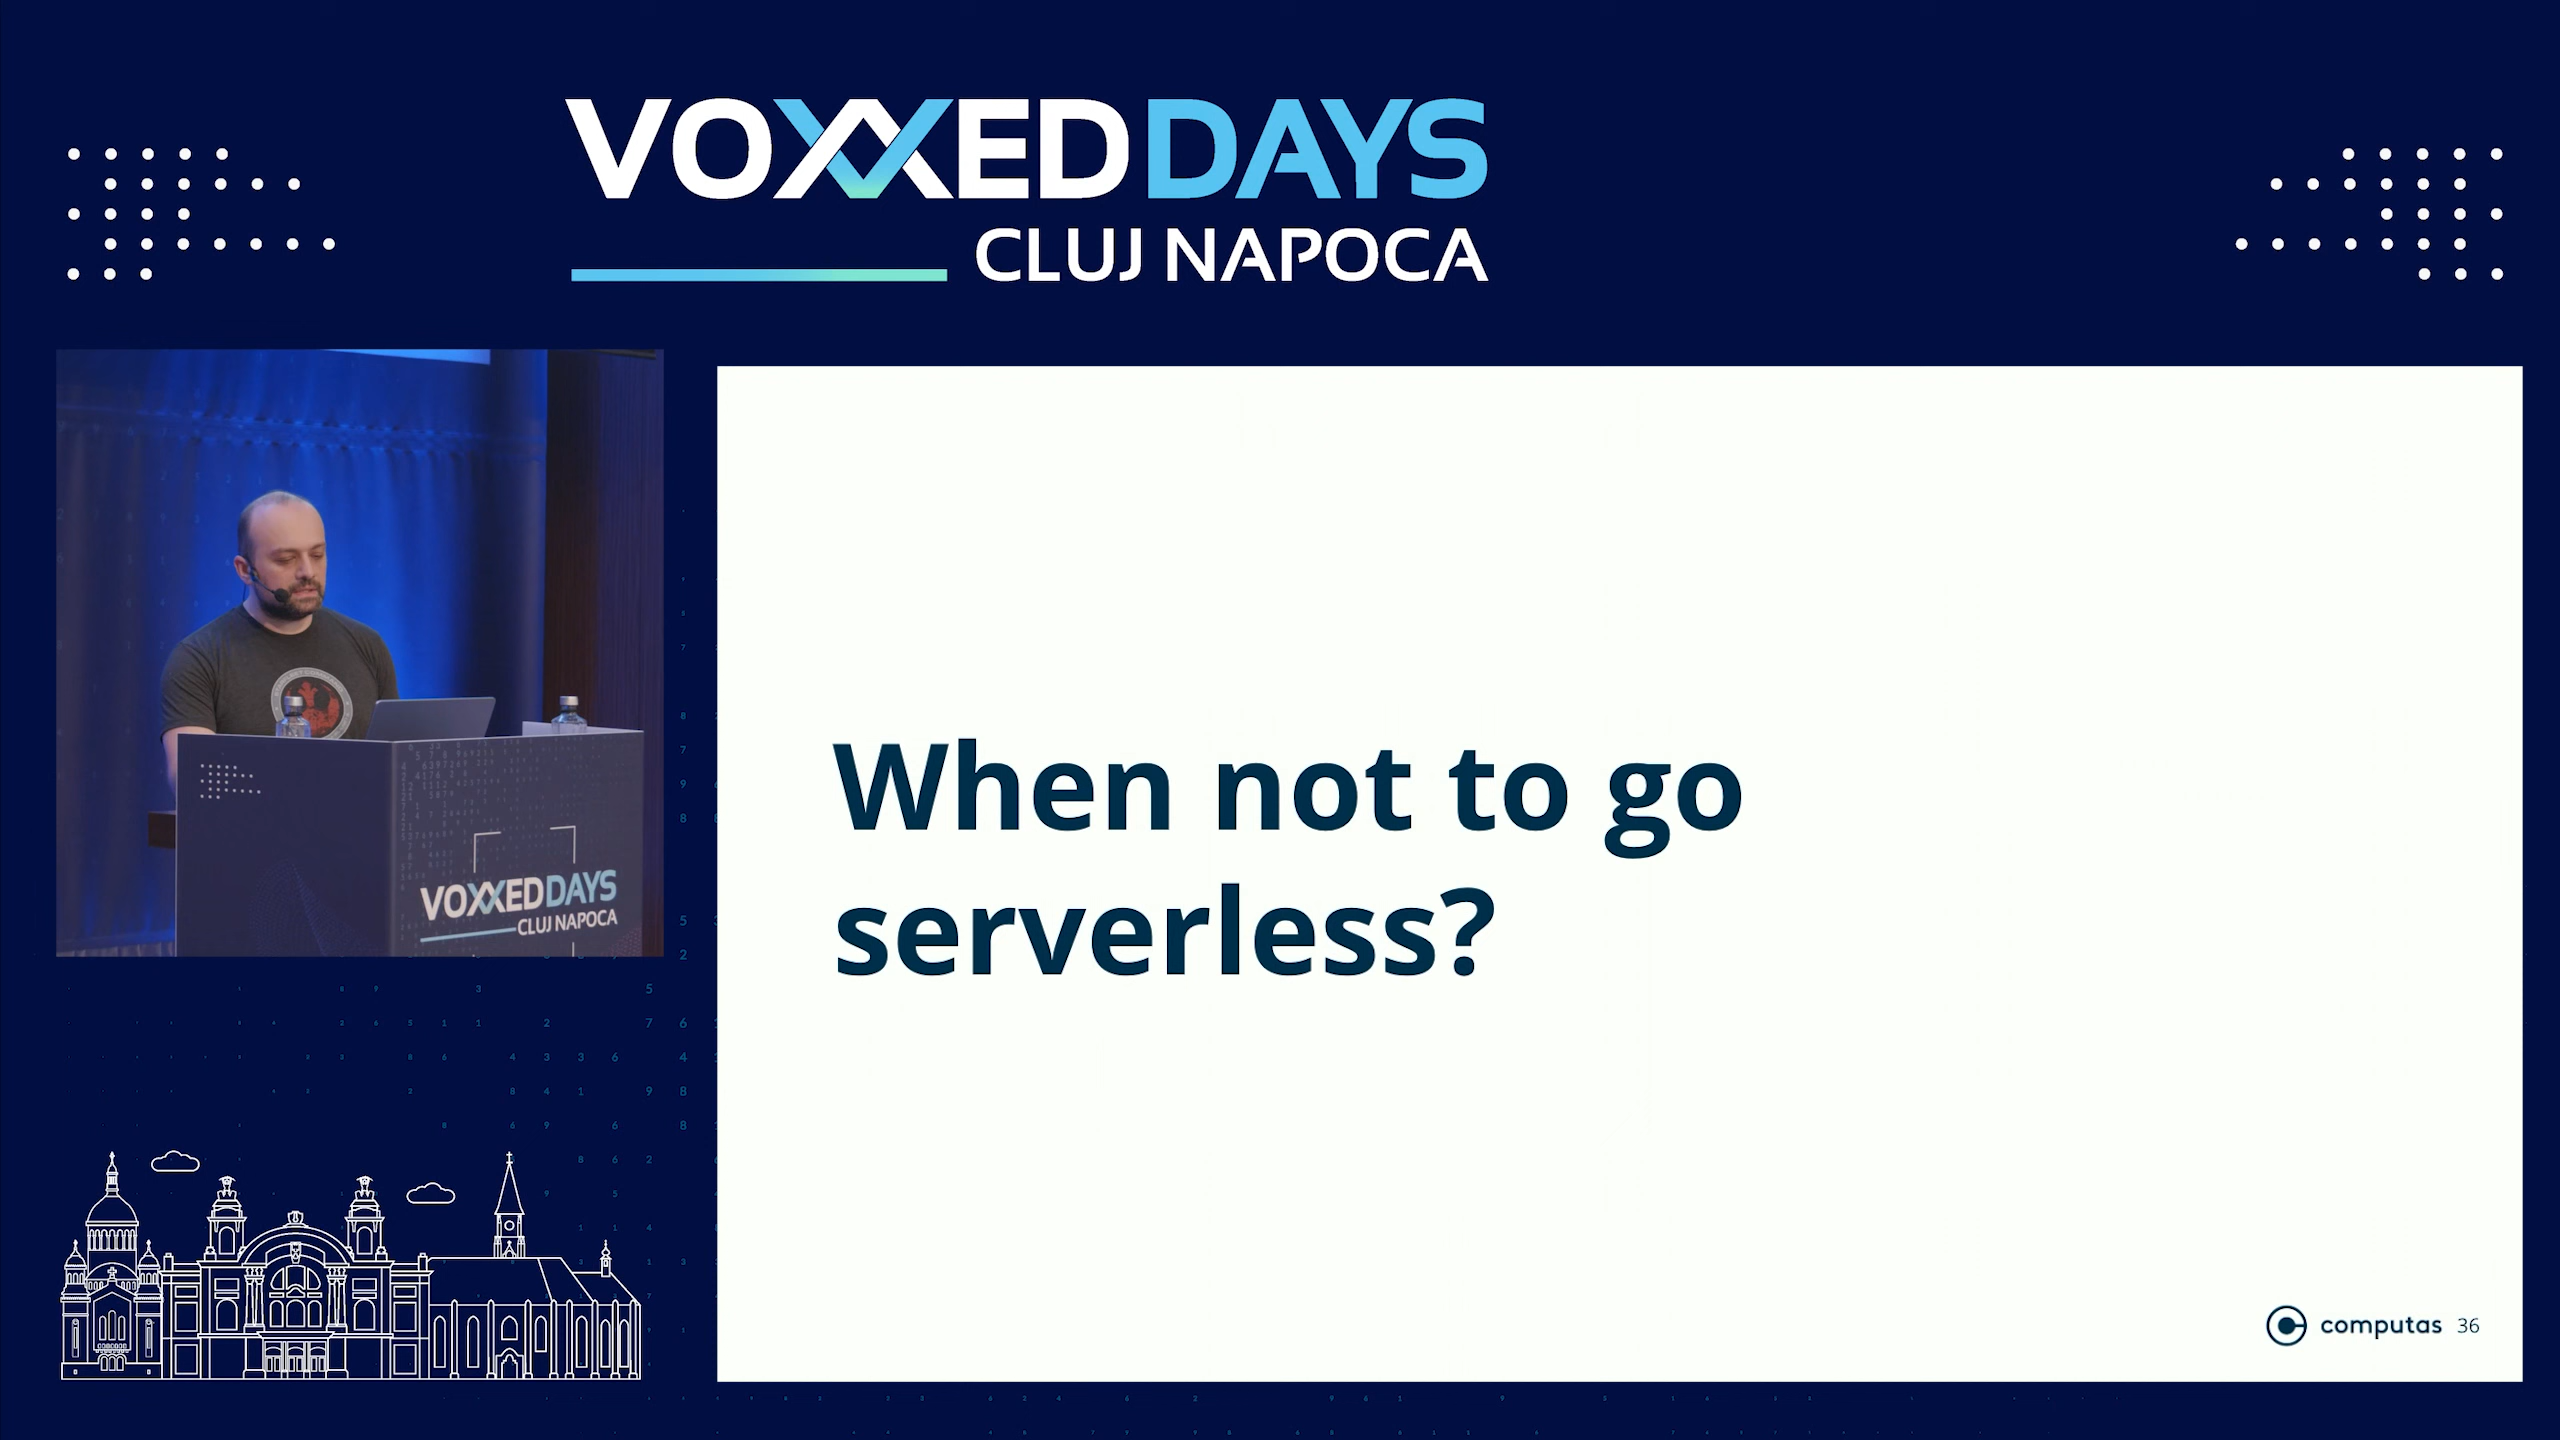 VOXXED DAYS
CLUJ NAPOCA
When not to go
serverless?
VOXXED DAYS
CLUJ NAPOCA
computas 36